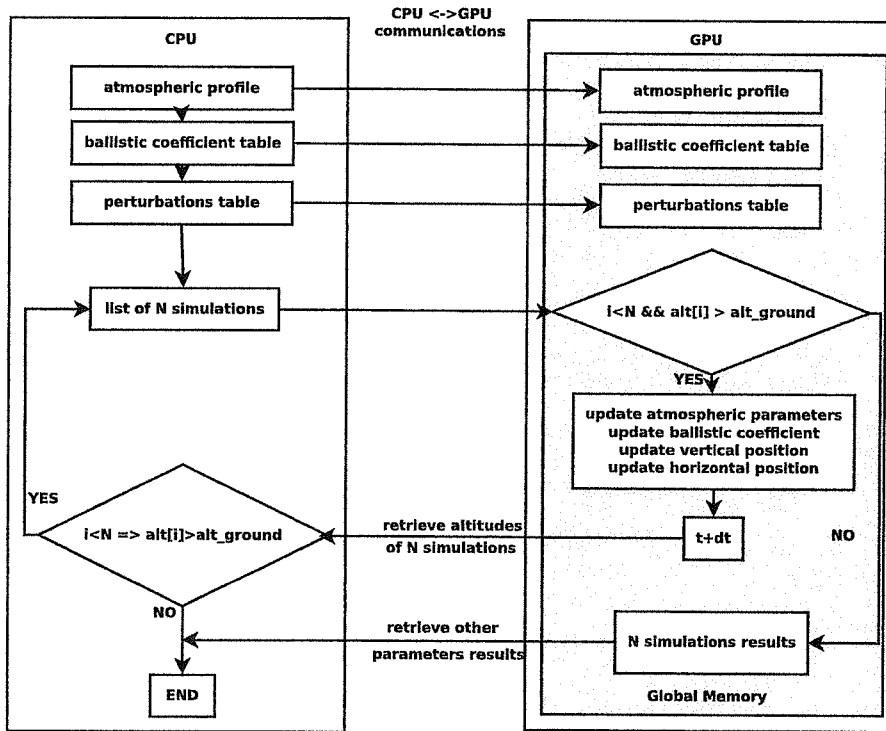 CPU <->GPU
communications
CPU
GPU
atmospheric profile
atmospheric profile
ballistic coefficient table
ballistic coefficient table
perturbations table
perturbations table
list of N simulations
i<N && alt[i] > alt_ground
YES
update atmospheric parameters
update ballistic coefficient
update vertical position
update horizontal position
YES
i<N => alt[i]>alt_ground
retrieve altitudes
of N simulations
t+dt
NO
NO
retrieve other
parameters results
N simulations results
END
Global Memory